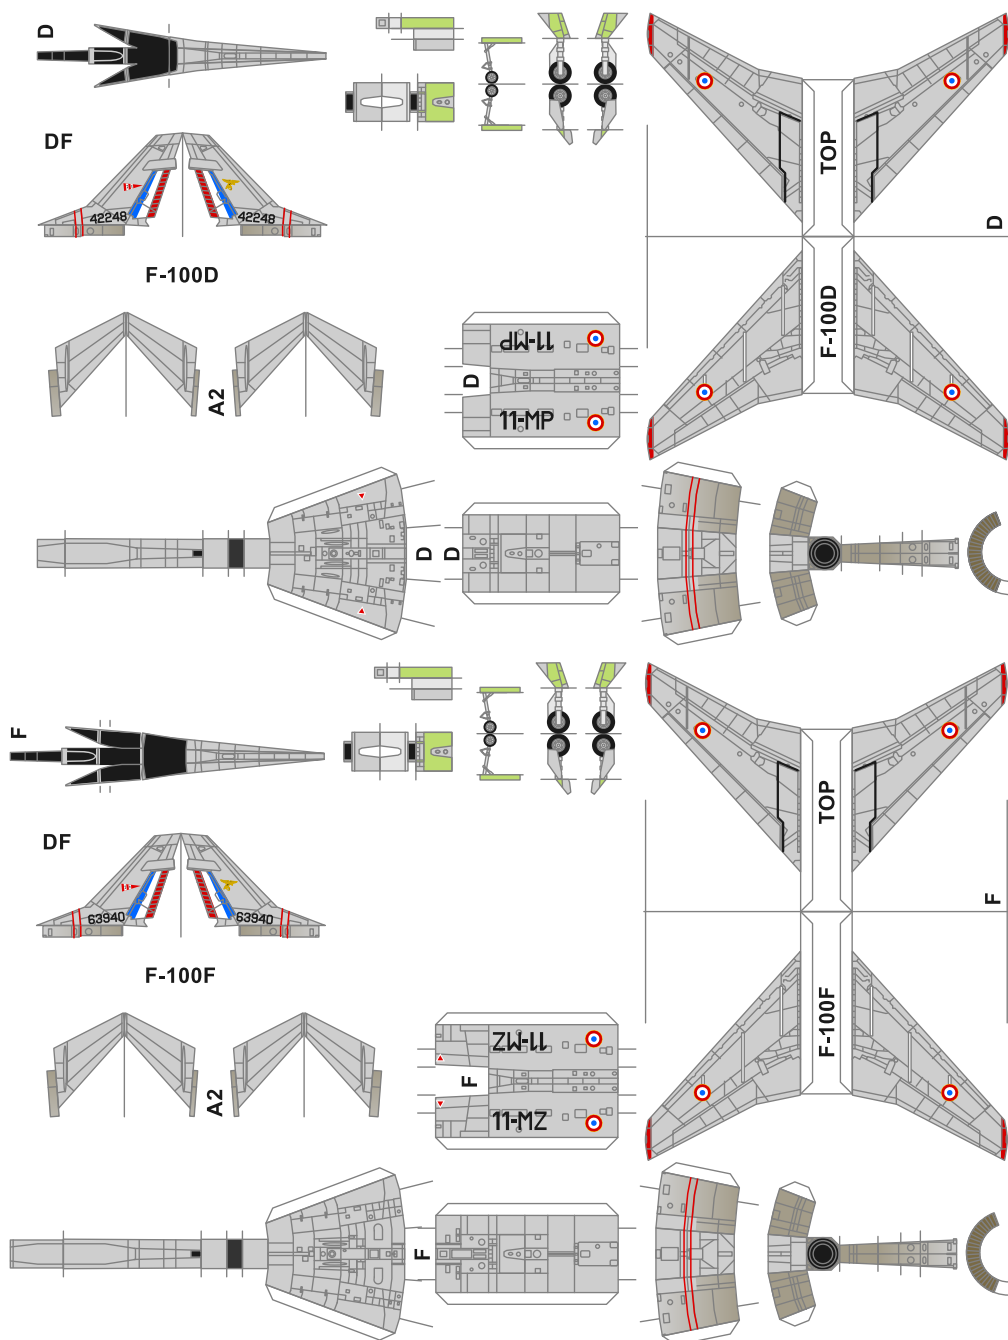 D
DF
42248 42248
F-100D
TOP
D
F-100D
A2
11-MP
D
11-MP
D
D
F
DF
63940 63940
F-100F
TOP
F
F-100F
A2
11-MZ
F
11-MZ
F